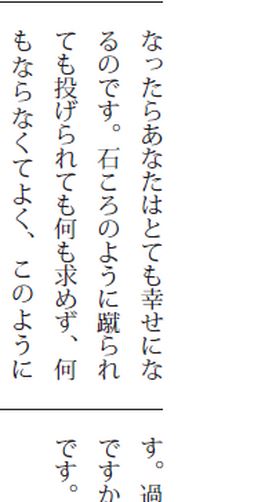 なったらあなたはとても幸せにな
るのです。石ころのように蹴られ
ても投げられても何も求めず、何
もならなくてよく、このように
す。過
ですか
です。